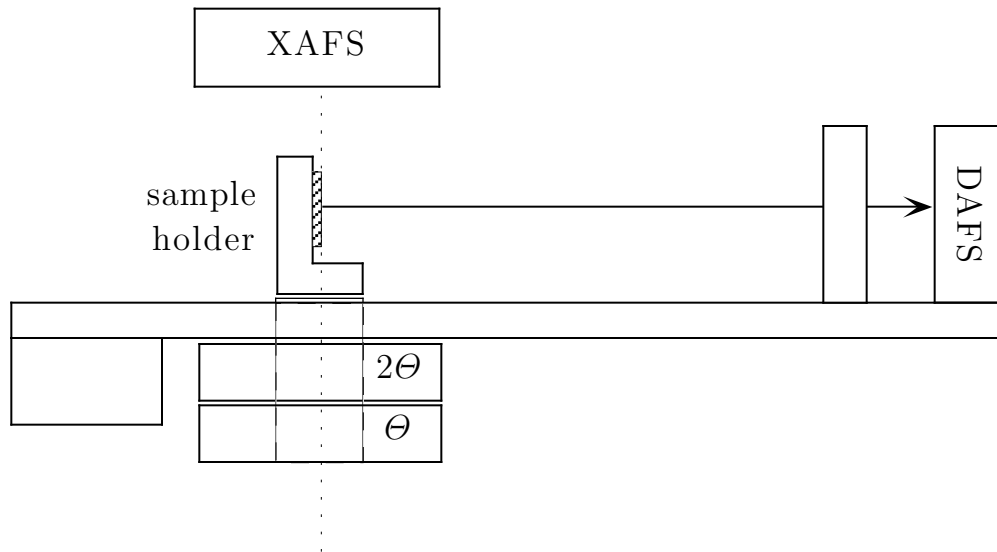 XAFS
sample
holder
DAFS
2Θ
Θ